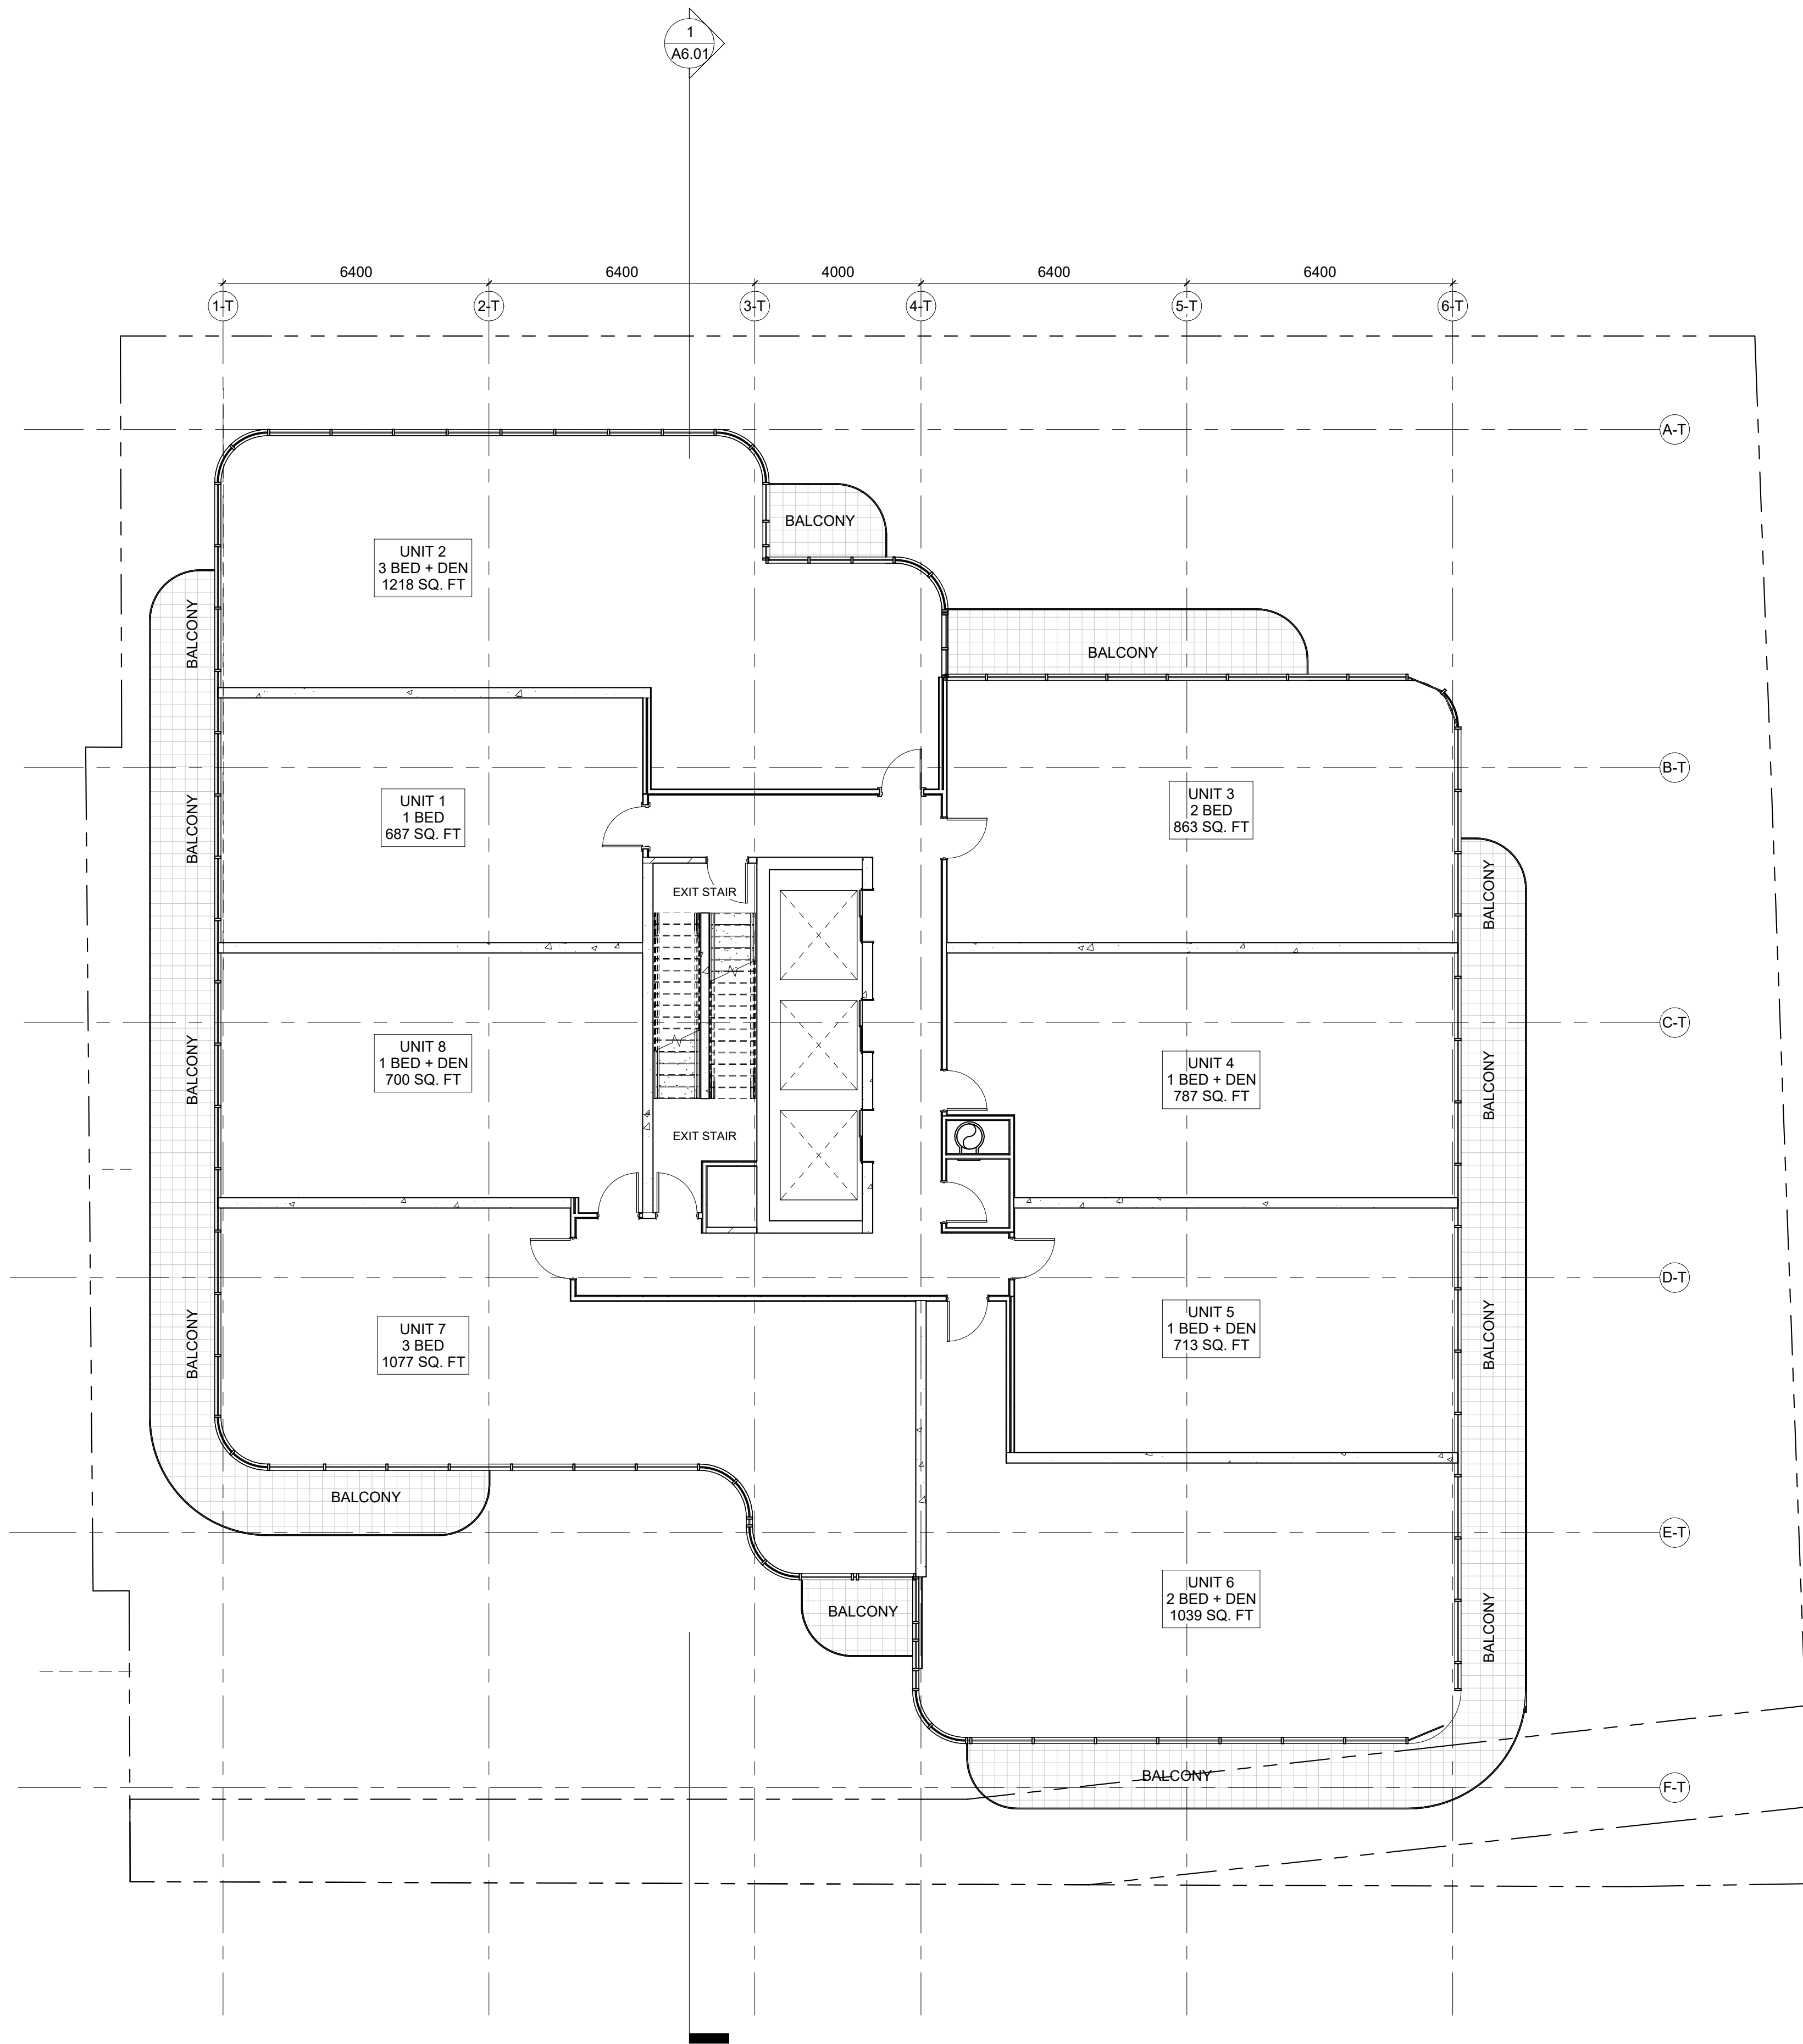 1
A6.01
6400
6400
4000
6400
6400
1-T
2-T
3-T
4-T
5-T
6-T
A-T
BALCONY
UNIT 2
3 BED + DEN
1218 SQ. FT
BALCONY
BALCONY
B-T
UNIT 3
2 BED
863 SQ. FT
UNIT 1
1 BED
687 SQ. FT
BALCONY
EXIT STAIR
BALCONY
C-T
UNIT 8
1 BED + DEN
700 SQ. FT
BALCONY
UNIT 4
1 BED + DEN
787 SQ. FT
BALCONY
EXIT STAIR
D-T
UNIT 5
1 BED + DEN
713 SQ. FT
BALCONY
UNIT 7
3 BED
1077 SQ. FT
BALCONY
BALCONY
E-T
UNIT 6
2 BED + DEN
1039 SQ. FT
BALCONY
BALCONY
BALCONY
F-T